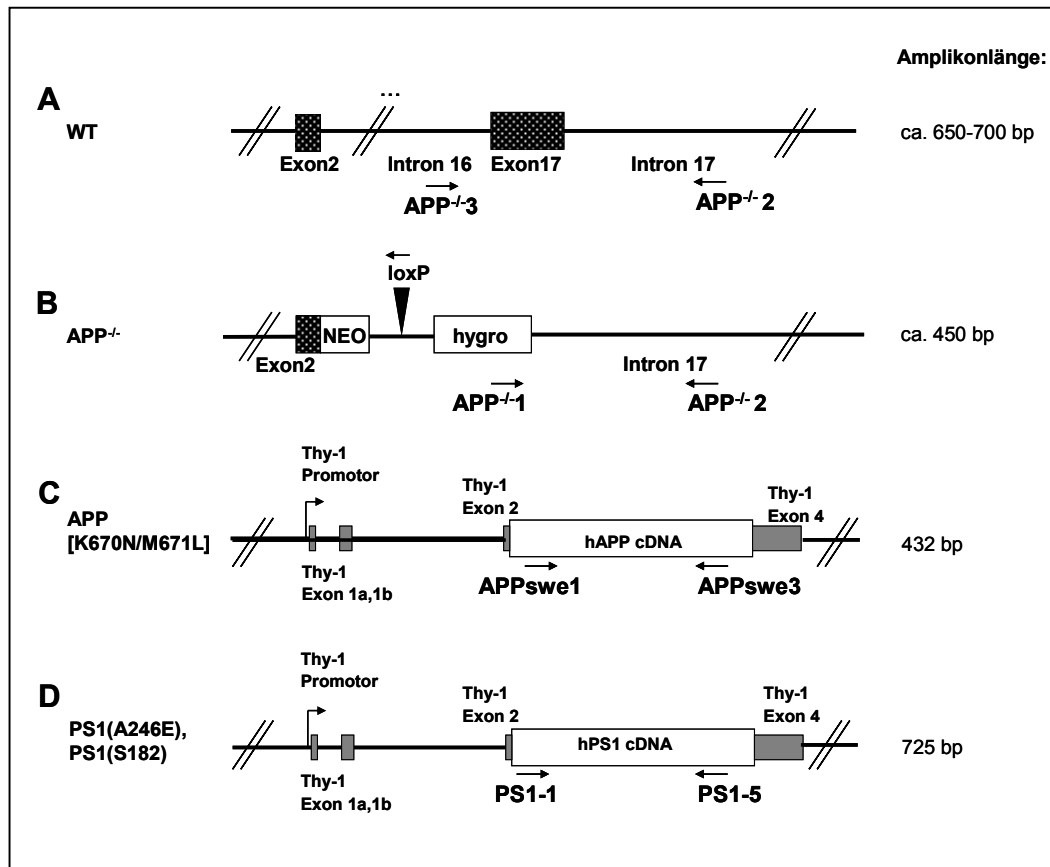 Amplikonlänge:
A
WT
...
Exon2
Intron 16
Exon17
Intron 17
APP-/-3
APP-/- 2
ca. 650-700 bp
B
APP-/-
loxP
NEO
hygro
Exon2
Intron 17
APP-/-1
APP-/- 2
ca. 450 bp
C
APP
[K670N/M671L]
Thy-1
Promotor
Thy-1
Exon 2
Thy-1
Exon 4
hAPP cDNA
Thy-1
Exon 1a,1b
APPswe1
APPswe3
432 bp
D
PS1(A246E),
PS1(S182)
Thy-1
Promotor
Thy-1
Exon 2
Thy-1
Exon 4
hPS1 cDNA
Thy-1
Exon 1a,1b
PS1-1
PS1-5
725 bp